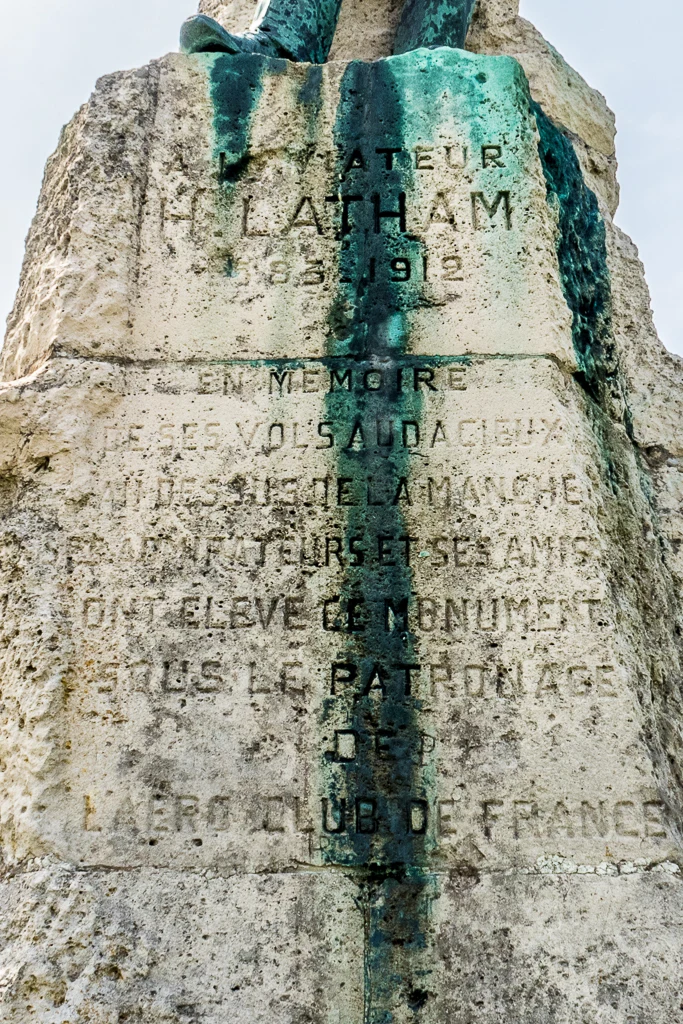 A L'AVIATEUR
H. LATHAM
1883-1912
EN MEMOIRE
DE SES VOLS AUDACIEUX
AU DESSUS DE LA MANCHE
SES ADMIRATEURS ET SES AMIS
ONT ELEVE CE MONUMENT
SOUS LE PATRONAGE
DE
L'AERO-CLUB DE FRANCE